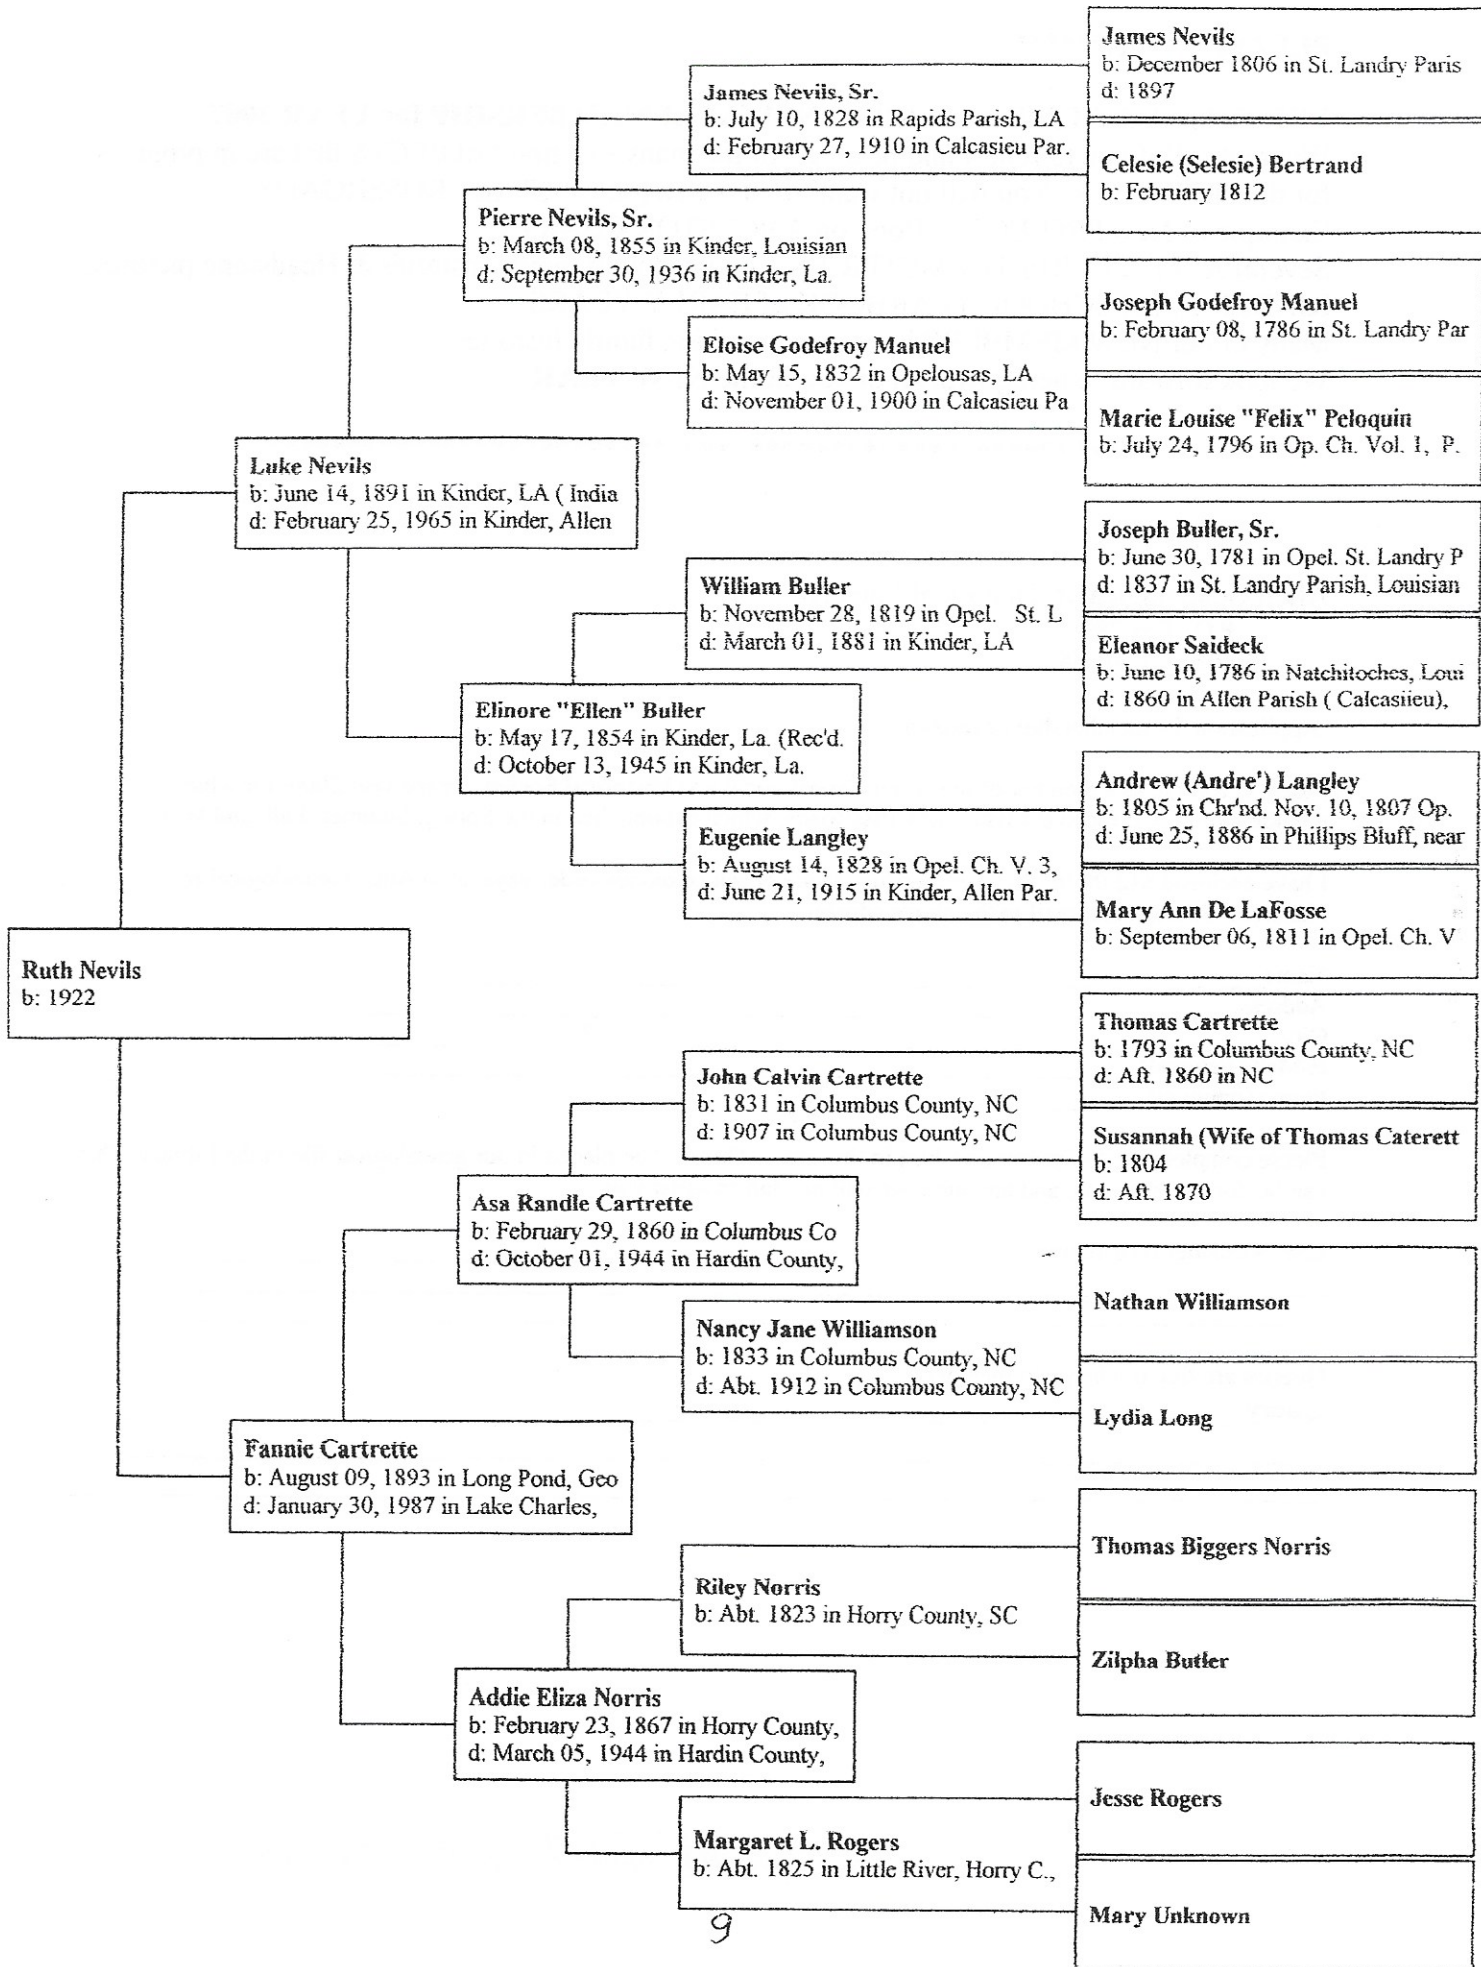 James Nevils
b: December 1806 in St. Landry Paris
d: 1897
James Nevils, Sr.
b: July 10, 1828 in Rapids Parish, LA
d: February 27, 1910 in Calcasieu Par.
Celesie (Selesie) Bertrand
b: February 1812
Pierre Nevils, Sr.
b: March 08, 1855 in Kinder, Louisian
d: September 30, 1936 in Kinder, La.
Joseph Godefroy Manuel
b: February 08, 1786 in St. Landry Par
Eloise Godefroy Manuel
b: May 15, 1832 in Opelousas, LA
d: November 01, 1900 in Calcasieu Pa
Marie Louise "Felix" Peloquin
b: July 24, 1796 in Op. Ch. Vol. 1, P.
Luke Nevils
b: June 14, 1891 in Kinder, LA ( India
d: February 25, 1965 in Kinder, Allen
Joseph Buller, Sr.
b: June 30, 1781 in Opel. St. Landry P
d: 1837 in St. Landry Parish, Louisian
William Buller
b: November 28, 1819 in Opel. St. L
d: March 01, 1881 in Kinder, LA
Eleanor Saideck
b: June 10, 1786 in Natchitoches, Loui
d: 1860 in Allen Parish ( Calcasiieu),
Elinore "Ellen" Buller
b: May 17, 1854 in Kinder, La. (Rec'd.
d: October 13, 1945 in Kinder, La.
Andrew (Andre') Langley
b: 1805 in Chr'nd. Nov. 10, 1807 Op.
d: June 25, 1886 in Phillips Bluff, near
Eugenie Langley
b: August 14, 1828 in Opel. Ch. V. 3,
d: June 21, 1915 in Kinder, Allen Par.
Mary Ann De LaFosse
b: September 06, 1811 in Opel. Ch. V
Ruth Nevils
b: 1922
Thomas Cartrette
b: 1793 in Columbus County, NC
d: Aft. 1860 in NC
John Calvin Cartrette
b: 1831 in Columbus County, NC
d: 1907 in Columbus County, NC
Susannah (Wife of Thomas Caterett
b: 1804
d: Aft. 1870
Asa Randle Cartrette
b: February 29, 1860 in Columbus Co
d: October 01, 1944 in Hardin County,
Nathan Williamson
Nancy Jane Williamson
b: 1833 in Columbus County, NC
d: Abt. 1912 in Columbus County, NC
Lydia Long
Fannie Cartrette
b: August 09, 1893 in Long Pond, Geo
d: January 30, 1987 in Lake Charles,
Thomas Biggers Norris
Riley Norris
b: Abt. 1823 in Horry County, SC
Zilpha Butler
Addie Eliza Norris
b: February 23, 1867 in Horry County,
d: March 05, 1944 in Hardin County,
Jesse Rogers
Margaret L. Rogers
b: Abt. 1825 in Little River, Horry C.,
Mary Unknown
9